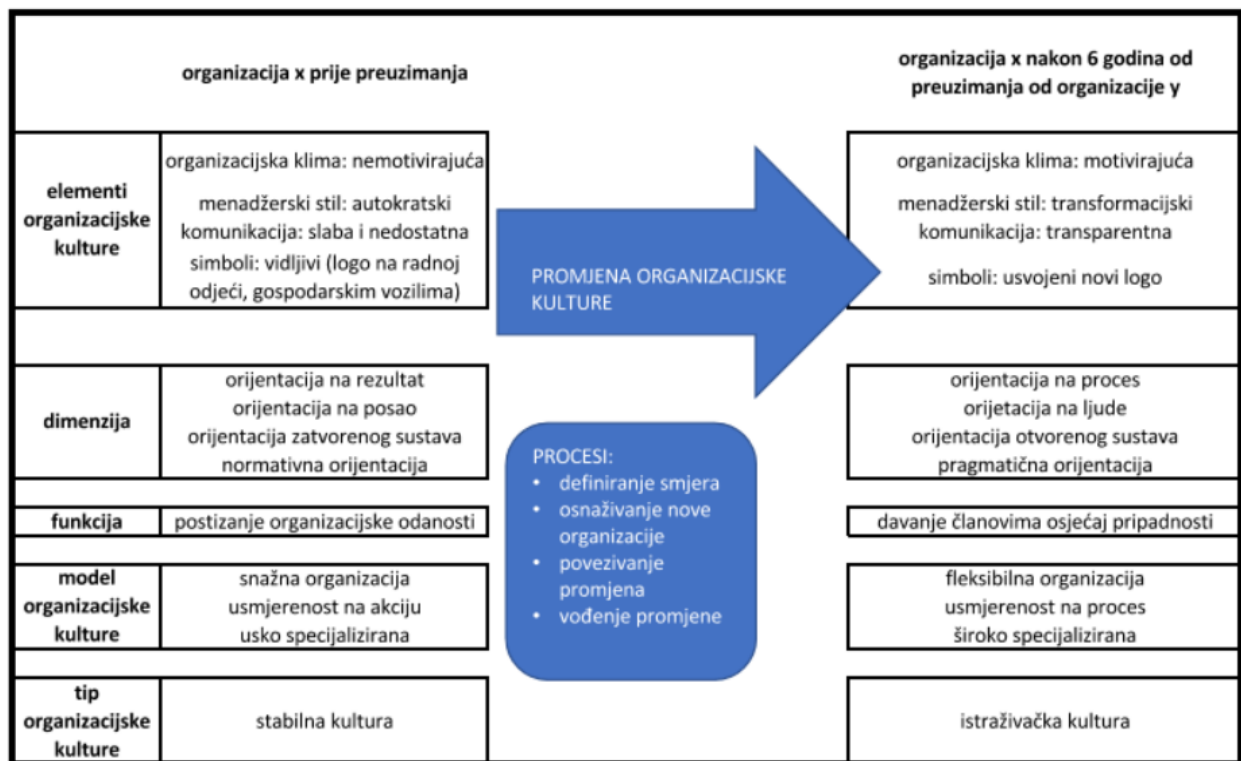 organizacija x prije preuzimanja
organizacija x nakon 6 godina od
preuzimanja od organizacije y
elementi
organizacijske
kulture
organizacijska klima: nemotivirajuća
menadžerski stil: autokratski
komunikacija: slaba i nedostatna
simboli: vidljivi (logo na radnoj
odjeći, gospodarskim vozilima)
PROMJENA ORGANIZACIJSKE
KULTURE
organizacijska klima: motivirajuća
menadžerski stil: transformacijski
komunikacija: transparentna
simboli: usvojeni novi logo
dimenzija
orijentacija na rezultat
orijentacija na posao
orijentacija zatvorenog sustava
normativna orijentacija
orijentacija na proces
orijetacija na ljude
orijentacija otvorenog sustava
pragmatična orijentacija
PROCESI:
• definiranje smjera
• osnaživanje nove
organizacije
• povezivanje
promjena
• vođenje promjene
funkcija
postizanje organizacijske odanosti
davanje članovima osjećaj pripadnosti
model
organizacijske
kulture
snažna organizacija
usmjerenost na akciju
usko specijalizirana
fleksibilna organizacija
usmjerenost na proces
široko specijalizirana
tip
organizacijske
kulture
stabilna kultura
istraživačka kultura